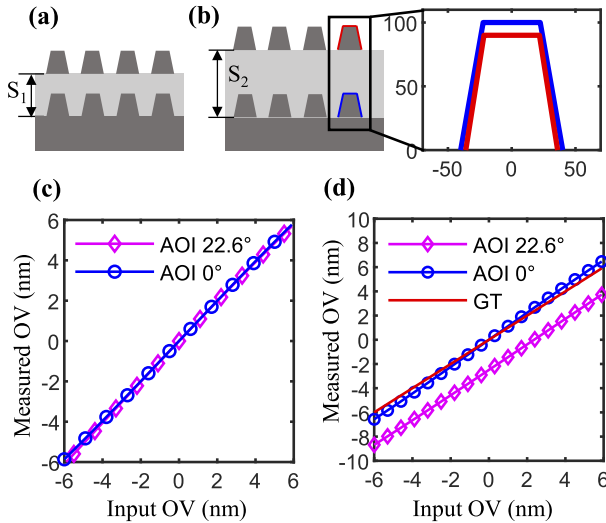 (a)
(b)
S1
S2
100
50
0
-50
0
50
(c)
(d)
Measured OV (nm)
6
4
2
0
-2
-4
-6
AOI 22.6°
AOI 0°
-6
-4
-2
0
2
4
6
Input OV (nm)
Measured OV (nm)
10
8
6
4
2
0
-2
-4
-6
-8
-10
AOI 22.6°
AOI 0°
GT
-6
-4
-2
0
2
4
6
Input OV (nm)